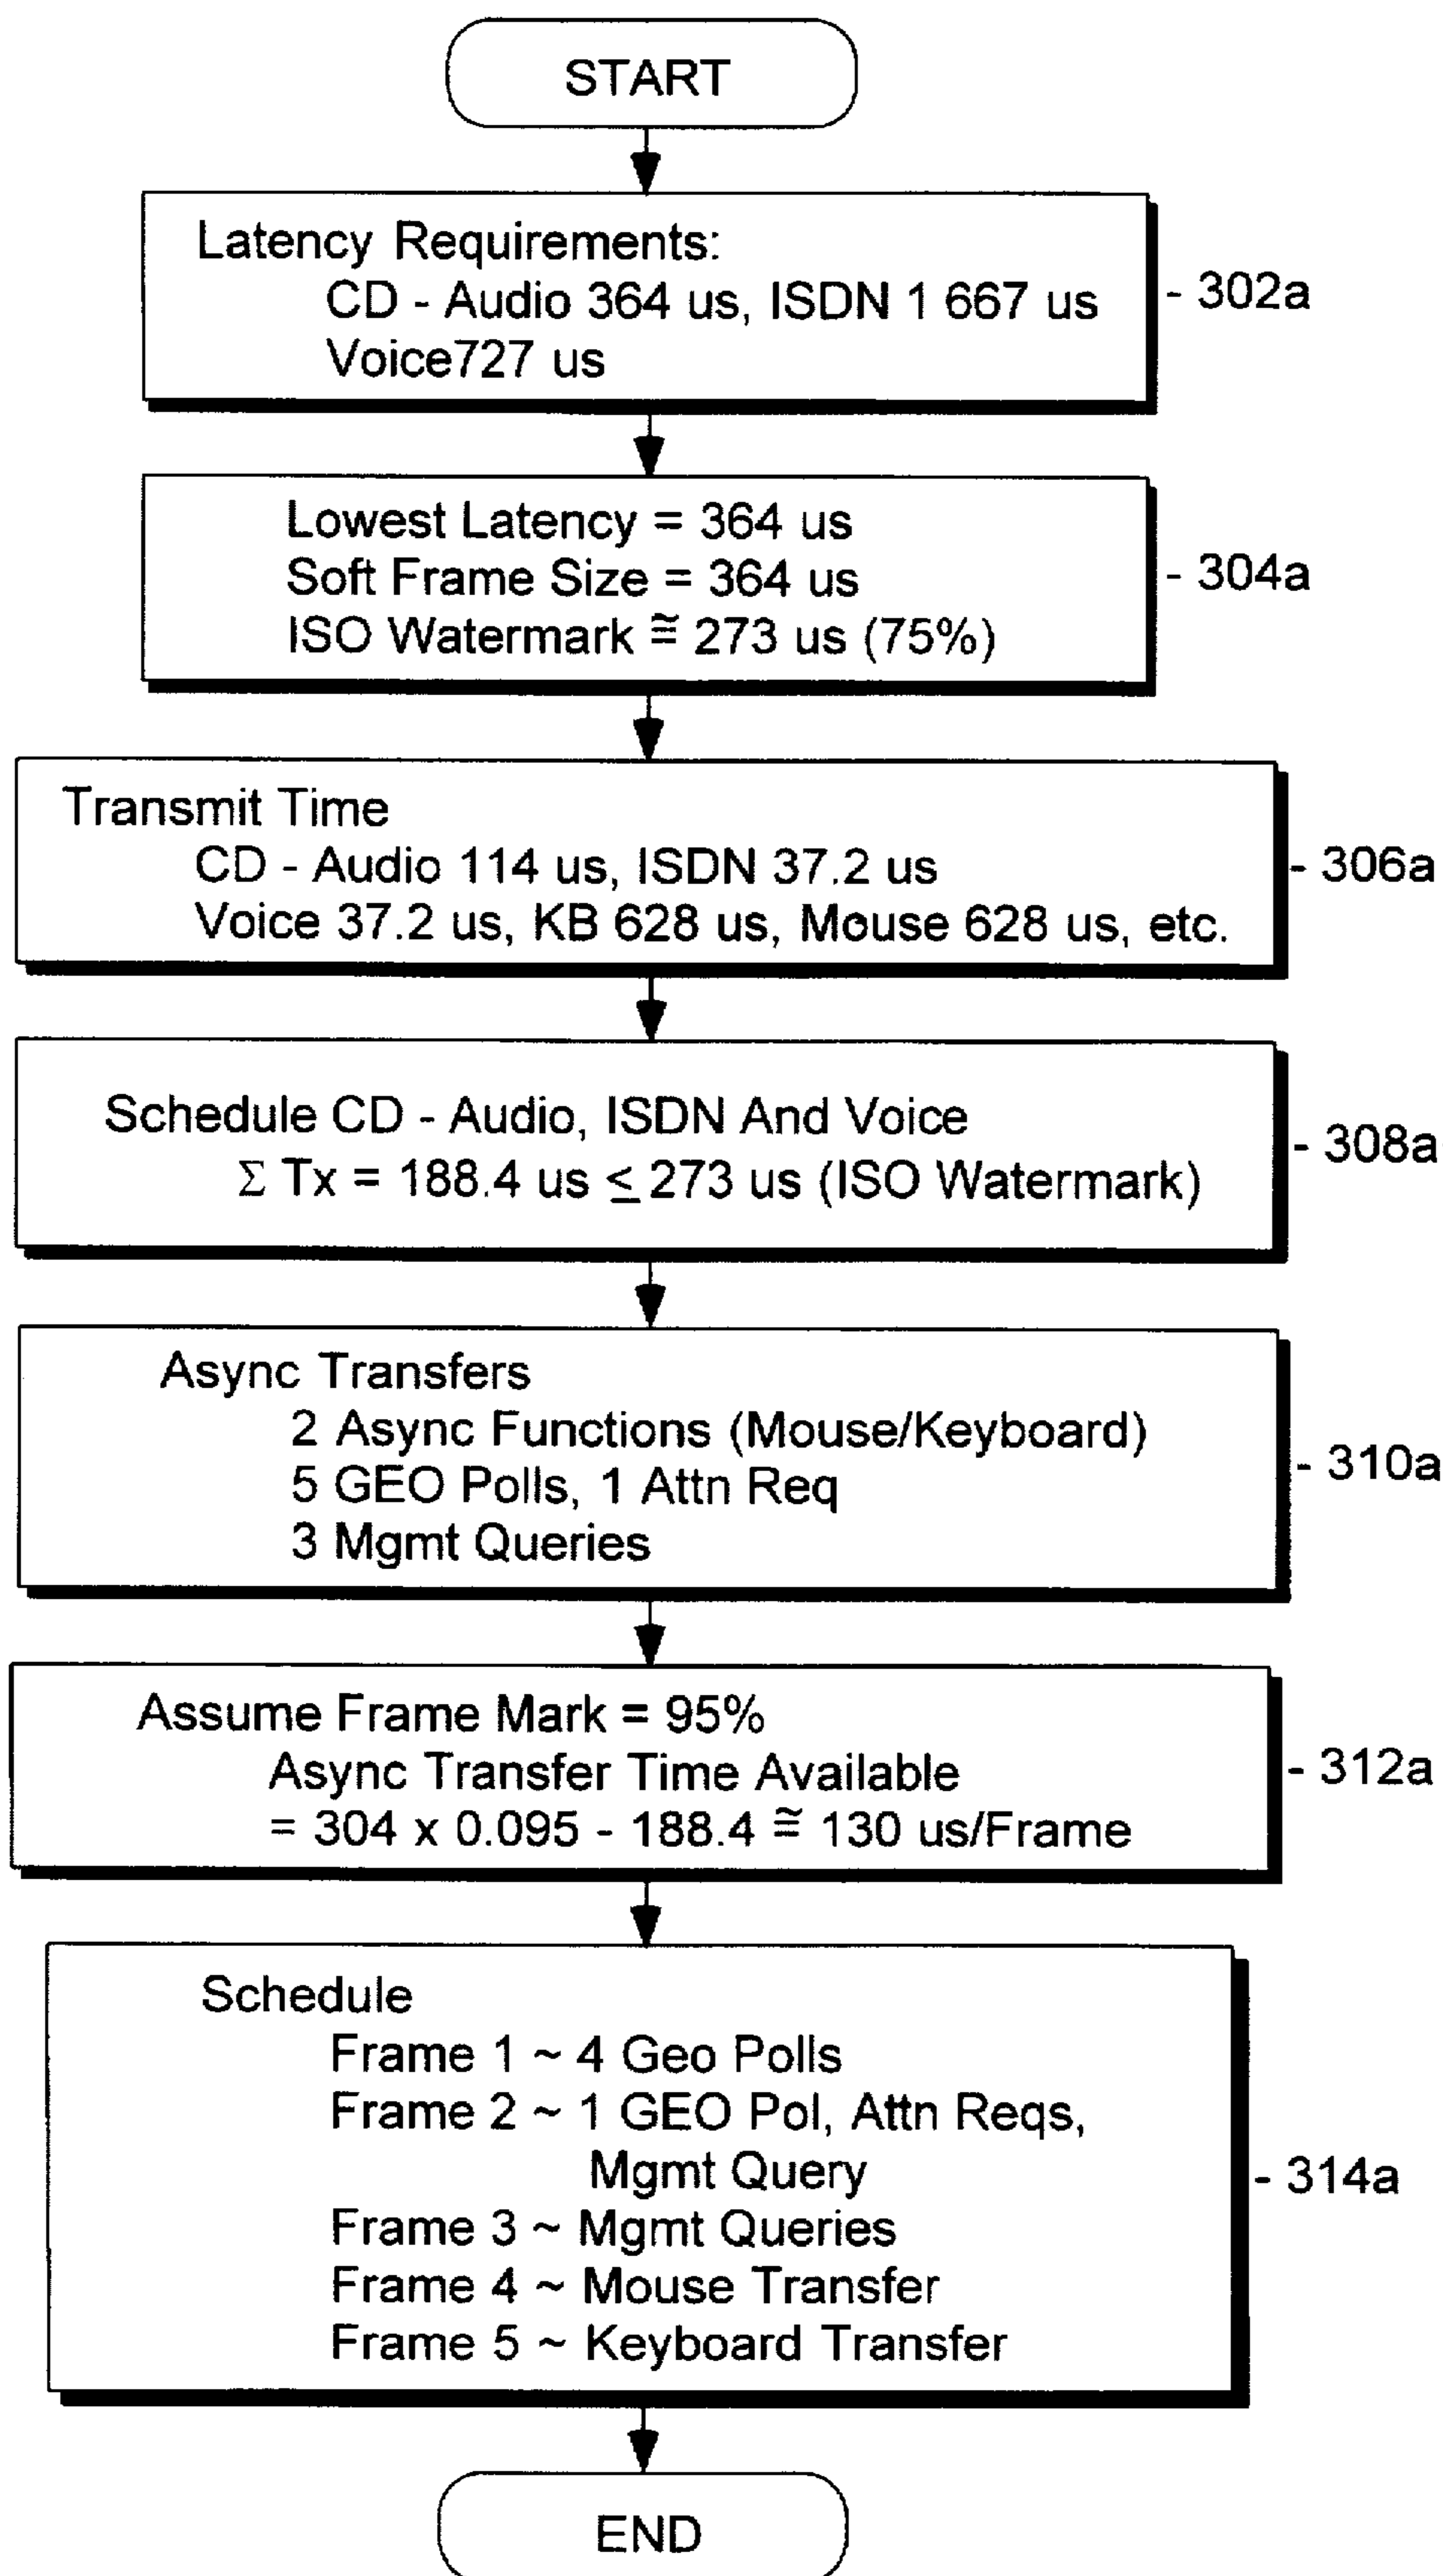 START
Latency Requirements:
CD - Audio 364 us, ISDN 1 667 us
Voice727 us
- 302a
Lowest Latency = 364 us
Soft Frame Size = 364 us
ISO Watermark ≅ 273 us (75%)
- 304a
Transmit Time
CD - Audio 114 us, ISDN 37.2 us
Voice 37.2 us, KB 628 us, Mouse 628 us, etc.
- 306a
Schedule CD - Audio, ISDN And Voice
Σ Tx = 188.4 us ≤ 273 us (ISO Watermark)
- 308a
Async Transfers
2 Async Functions (Mouse/Keyboard)
5 GEO Polls, 1 Attn Req
3 Mgmt Queries
- 310a
Assume Frame Mark = 95%
Async Transfer Time Available
= 304 x 0.095 - 188.4 ≅ 130 us/Frame
- 312a
Schedule
Frame 1 ~ 4 Geo Polls
Frame 2 ~ 1 GEO Pol, Attn Reqs,
Mgmt Query
Frame 3 ~ Mgmt Queries
Frame 4 ~ Mouse Transfer
Frame 5 ~ Keyboard Transfer
- 314a
END